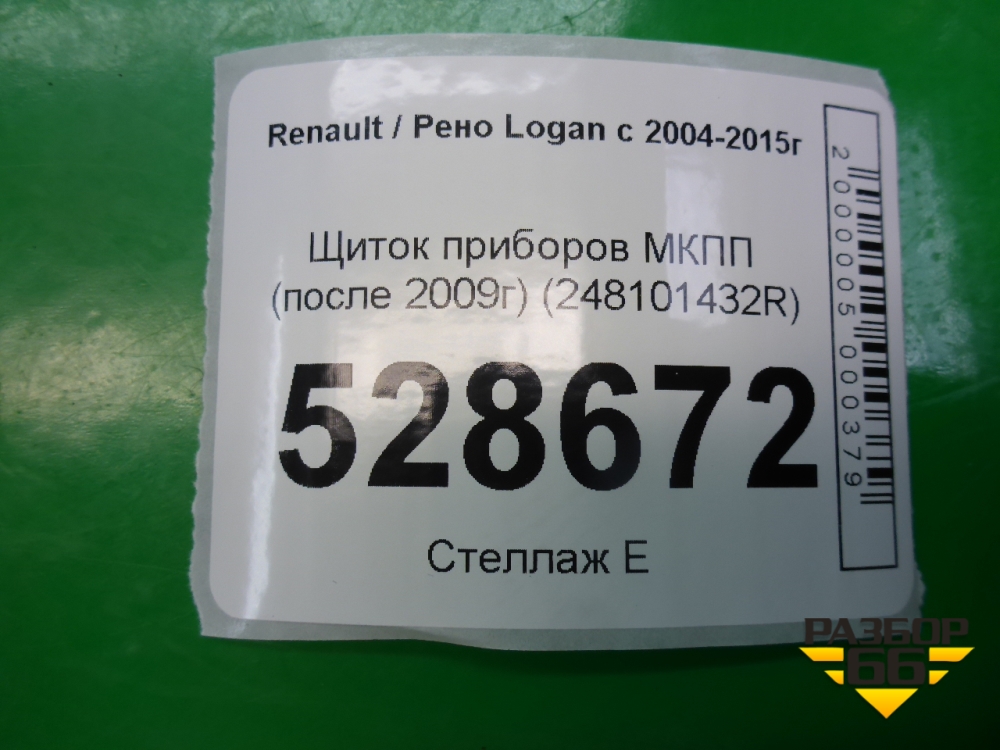 Renault / Рено Logan с 2004-2015г
Щиток приборов МКПП
(после 2009г) (248101432R)
528672
Стеллаж Е
2000005000379
РАЗБОР
66